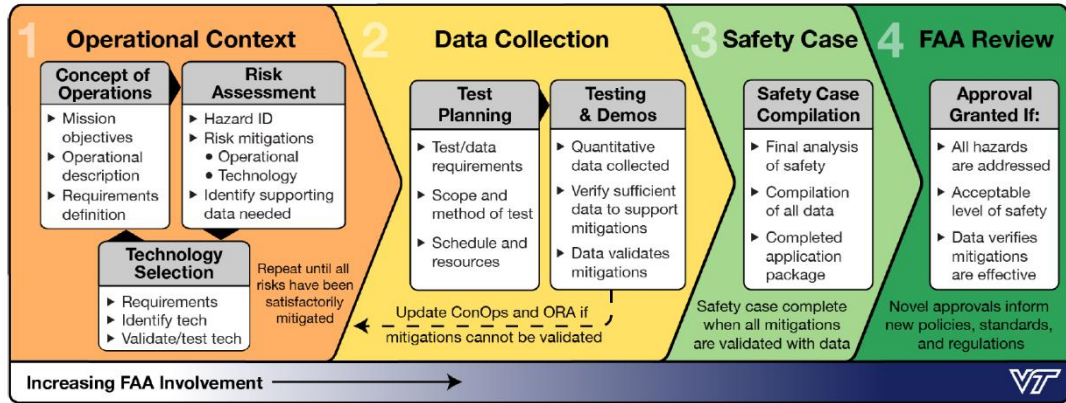 1 Operational Context
Concept of
Operations
▸ Mission
objectives
▸ Operational
description
▸ Requirements
definition
Risk
Assessment
▸ Hazard ID
▸ Risk mitigations
• Operational
• Technology
▸ Identify supporting
data needed
Technology
Selection
▸ Requirements
▸ Identify tech
▸ Validate/test tech
Repeat until all
risks have been
satisfactorily
mitigated
2 Data Collection
Test
Planning
▸ Test/data
requirements
▸ Scope and
method of test
▸ Schedule and
resources
Testing
& Demos
▸ Quantitative
data collected
▸ Verify sufficient
data to support
mitigations
▸ Data validates
mitigations
Update ConOps and ORA if
mitigations cannot be validated
3 Safety Case
Safety Case
Compilation
▸ Final analysis
of safety
▸ Compilation
of all data
▸ Completed
application
package
Safety case complete
when all mitigations
are validated with data
4 FAA Review
Approval
Granted If:
▸ All hazards
are addressed
▸ Acceptable
level of safety
▸ Data verifies
mitigations
are effective
Novel approvals inform
new policies, standards,
and regulations
Increasing FAA Involvement
VT